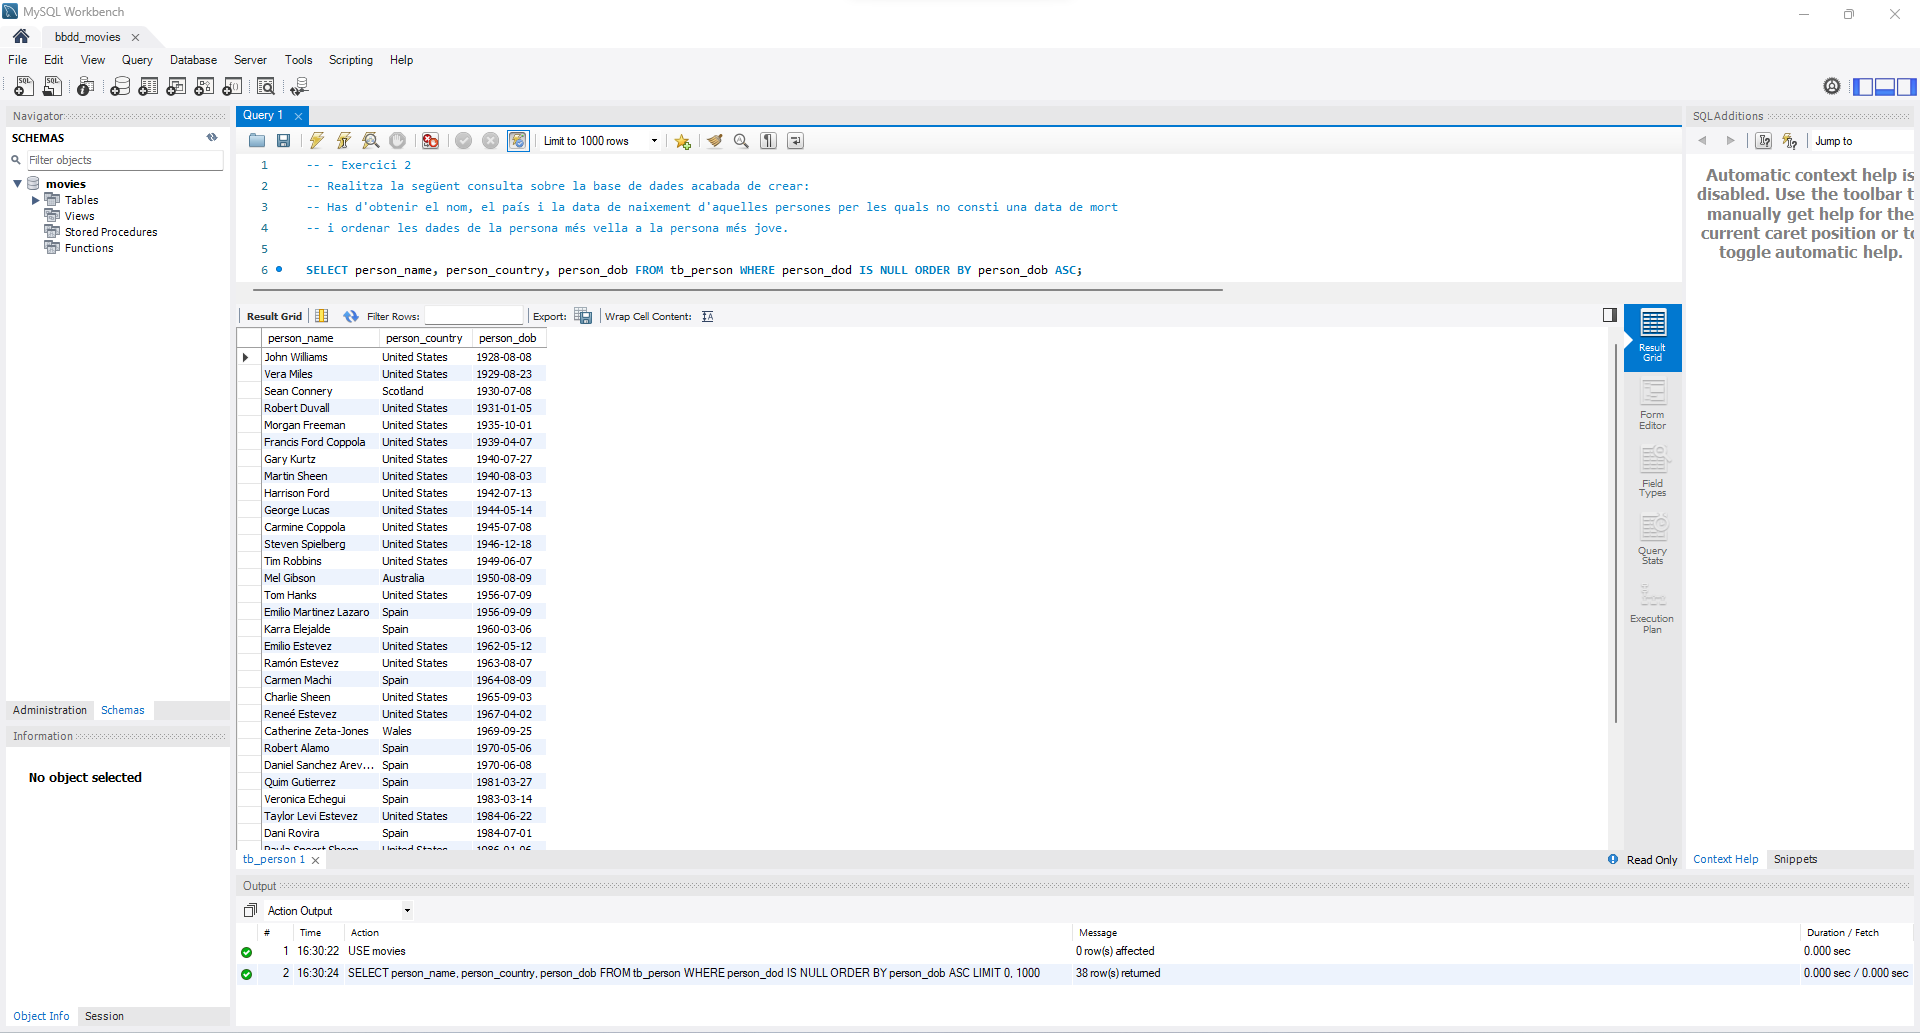 MySQL Workbench
bbdd_movies
File Edit View Query Database Server Tools Scripting Help
Navigator
SCHEMAS
Filter objects
movies
Tables
Views
Stored Procedures
Functions
Administration Schemas
Information
No object selected
Object Info Session
Query 1
Limit to 1000 rows
1 -- - Exercici 2
2 -- Realitza la següent consulta sobre la base de dades acabada de crear:
3 -- Has d'obtenir el nom, el país i la data de naixement d'aquelles persones per les quals no consti una data de mort
4 -- i ordenar les dades de la persona més vella a la persona més jove.
5
6 SELECT person_name, person_country, person_dob FROM tb_person WHERE person_dod IS NULL ORDER BY person_dob ASC;
Result Grid Filter Rows: Export: Wrap Cell Content:
person_name person_country person_dob
John Williams United States 1928-08-08
Vera Miles United States 1929-08-23
Sean Connery Scotland 1930-07-08
Robert Duvall United States 1931-01-05
Morgan Freeman United States 1935-10-01
Francis Ford Coppola United States 1939-04-07
Gary Kurtz United States 1940-07-27
Martin Sheen United States 1940-08-03
Harrison Ford United States 1942-07-13
George Lucas United States 1944-05-14
Carmine Coppola United States 1945-07-08
Steven Spielberg United States 1946-12-18
Tim Robbins United States 1949-06-07
Mel Gibson Australia 1950-08-09
Tom Hanks United States 1956-07-09
Emilio Martinez Lazaro Spain 1956-09-09
Karra Elejalde Spain 1960-03-06
Emilio Estevez United States 1962-05-12
Ramón Estevez United States 1963-08-07
Carmen Machi Spain 1964-08-09
Charlie Sheen United States 1965-09-03
Reneé Estevez United States 1967-04-02
Catherine Zeta-Jones Wales 1969-09-25
Robert Alamo Spain 1970-05-06
Daniel Sanchez Arev... Spain 1970-06-08
Quim Gutierrez Spain 1981-03-27
Veronica Echegui Spain 1983-03-14
Taylor Levi Estevez United States 1984-06-22
Dani Rovira Spain 1984-07-01
United States 1986-01-06
Result Grid
Form Editor
Field Types
Query Stats
Execution Plan
tb_person 1
Read Only
SQLAdditions
Jump to
Automatic context help is
disabled. Use the toolbar t
manually get help for the
current caret position or to
toggle automatic help.
Context Help Snippets
Output
Action Output
# Time Action Message Duration / Fetch
1 16:30:22 USE movies 0 row(s) affected 0.000 sec
2 16:30:24 SELECT person_name, person_country, person_dob FROM tb_person WHERE person_dod IS NULL ORDER BY person_dob ASC LIMIT 0, 1000 38 row(s) returned 0.000 sec / 0.000 sec